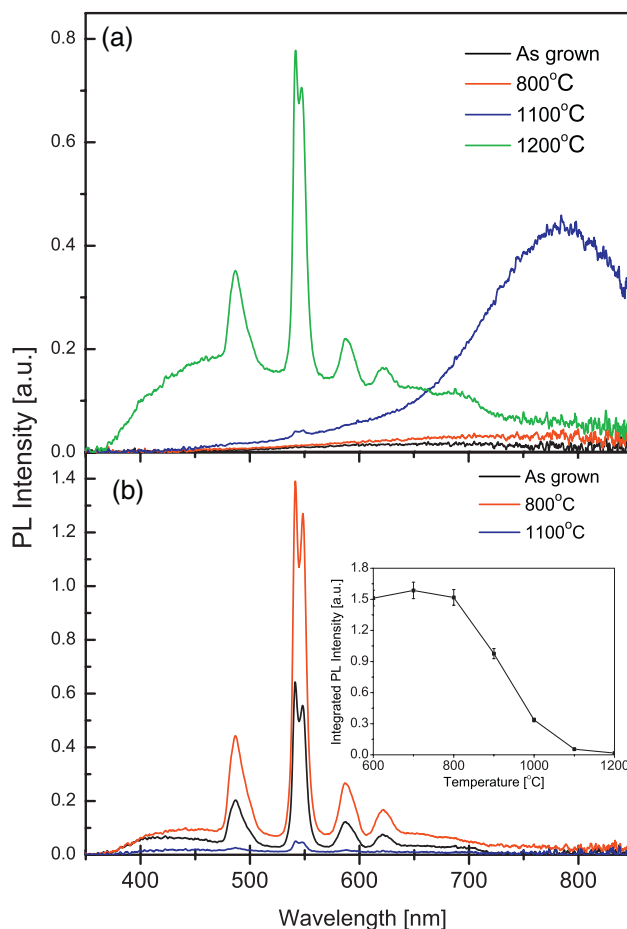 (a)
As grown
800°C
1100°C
1200°C
0.8
0.6
0.4
0.2
0.0
PL Intensity [a.u.]
(b)
As grown
800°C
1100°C
1.4
1.2
1.0
0.8
0.6
0.4
0.2
0.0
Integrated PL Intensity [a.u.]
1.8
1.5
1.2
0.9
0.6
0.3
0.0
600 700 800 900 1000 1100 1200
Temperature [°C]
400 500 600 700 800
Wavelength [nm]